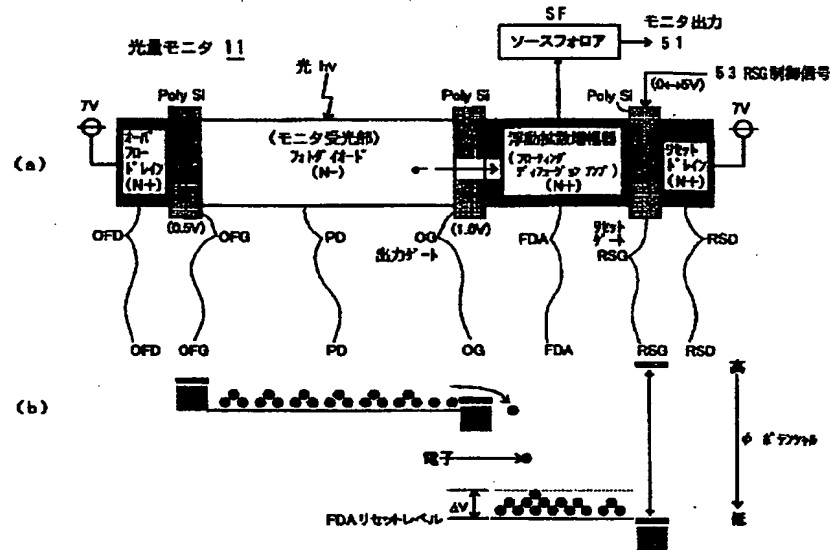 SF
モニタ出力
51
ソースフォロア
光量モニタ 11
光 hν
53 RSG制御信号
(0↔5V)
Poly Si
Poly Si
Poly Si
7V
7V
(a)
オーバ
フロー
ドレイン
(N+)
(モニタ受光部)
フォトダイオード
(N-)
浮動拡散増幅器
(フローティング
ディフュージョン アンプ)
(N+)
リセット
ドレイン
(N+)
OFD
(0.5V)
OFG
PD
OG
(1.0V)
出力ゲート
FDA
リセット
ゲート
RSG
RSD
OFD
OFG
PD
OG
FDA
RSG
RSD
(b)
高
φ ポテンシャル
低
電子
ΔV
FDAリセットレベル